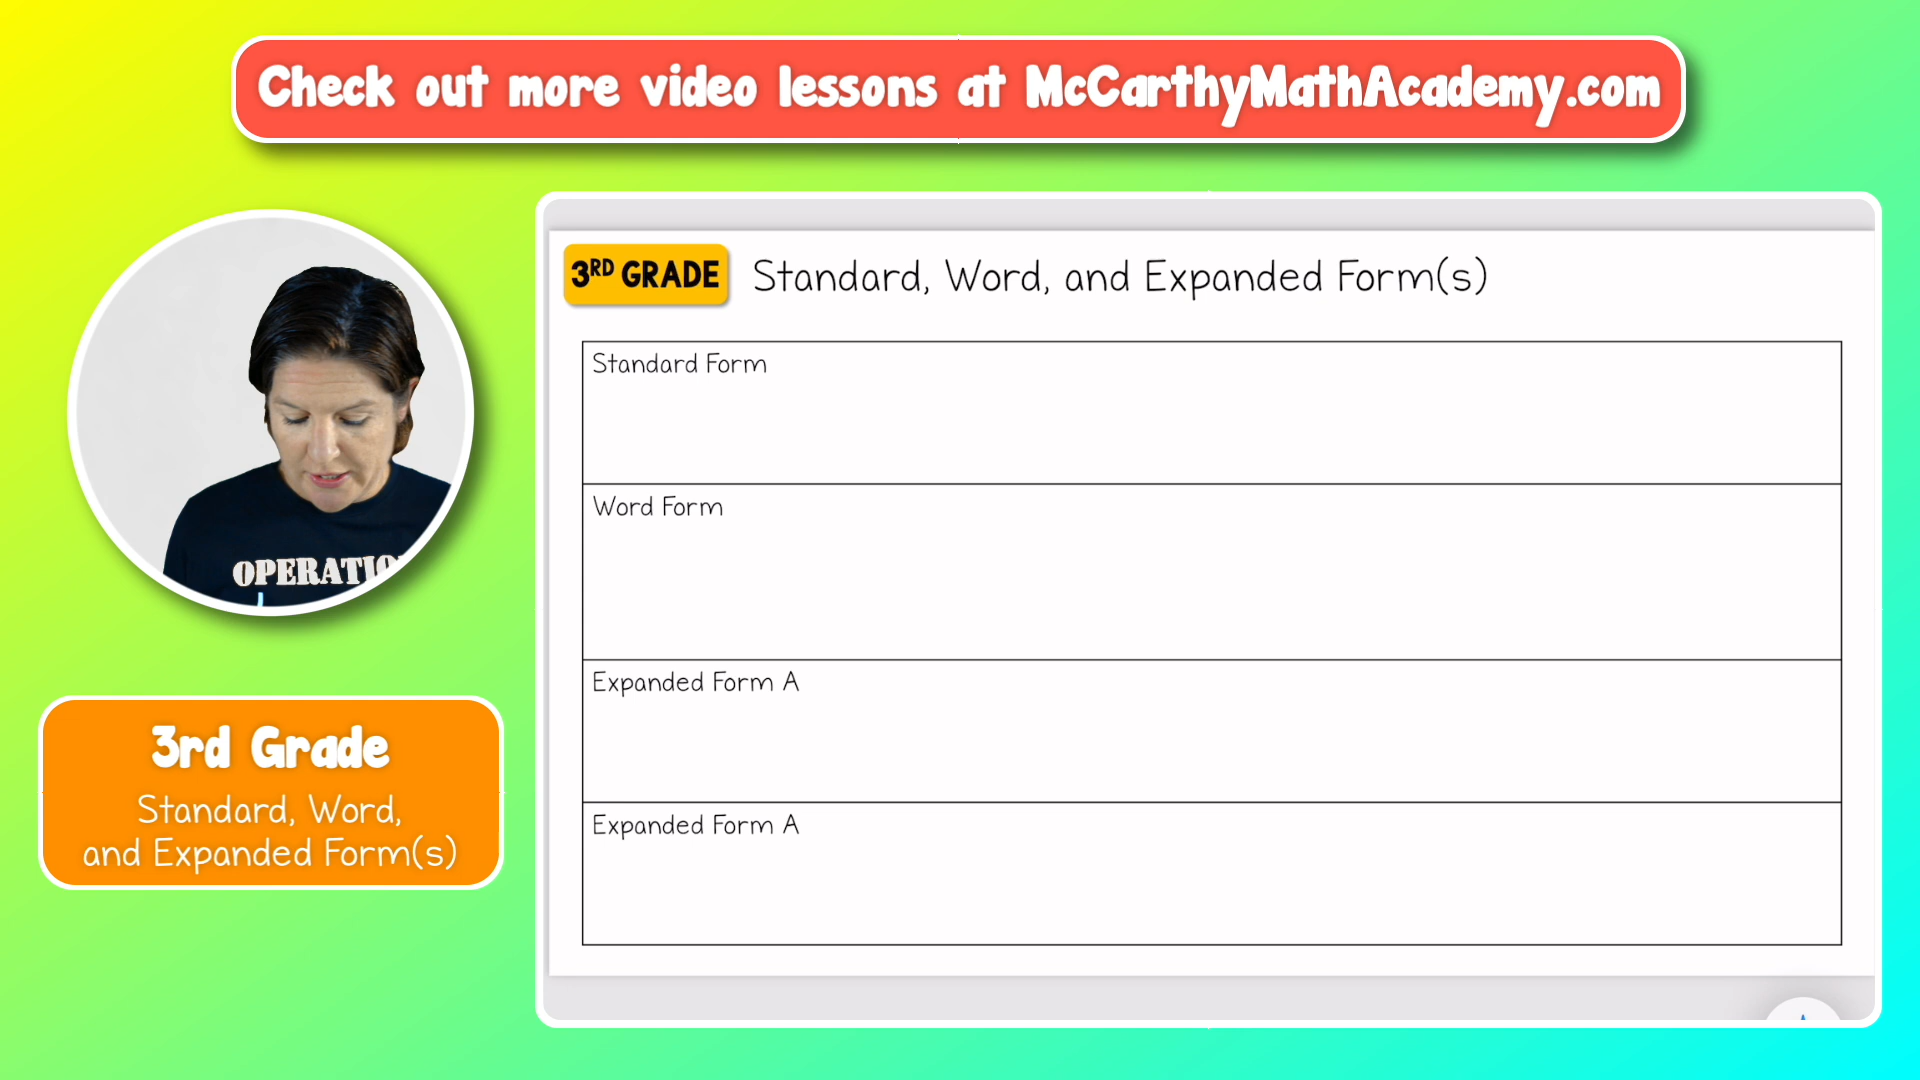 Check out more video lessons at McCarthyMathAcademy.com
3RD GRADE Standard, Word, and Expanded Form(s)
Standard Form
Word Form
Expanded Form A
Expanded Form A
OPERATIO
3rd Grade
Standard, Word,
and Expanded Form(s)